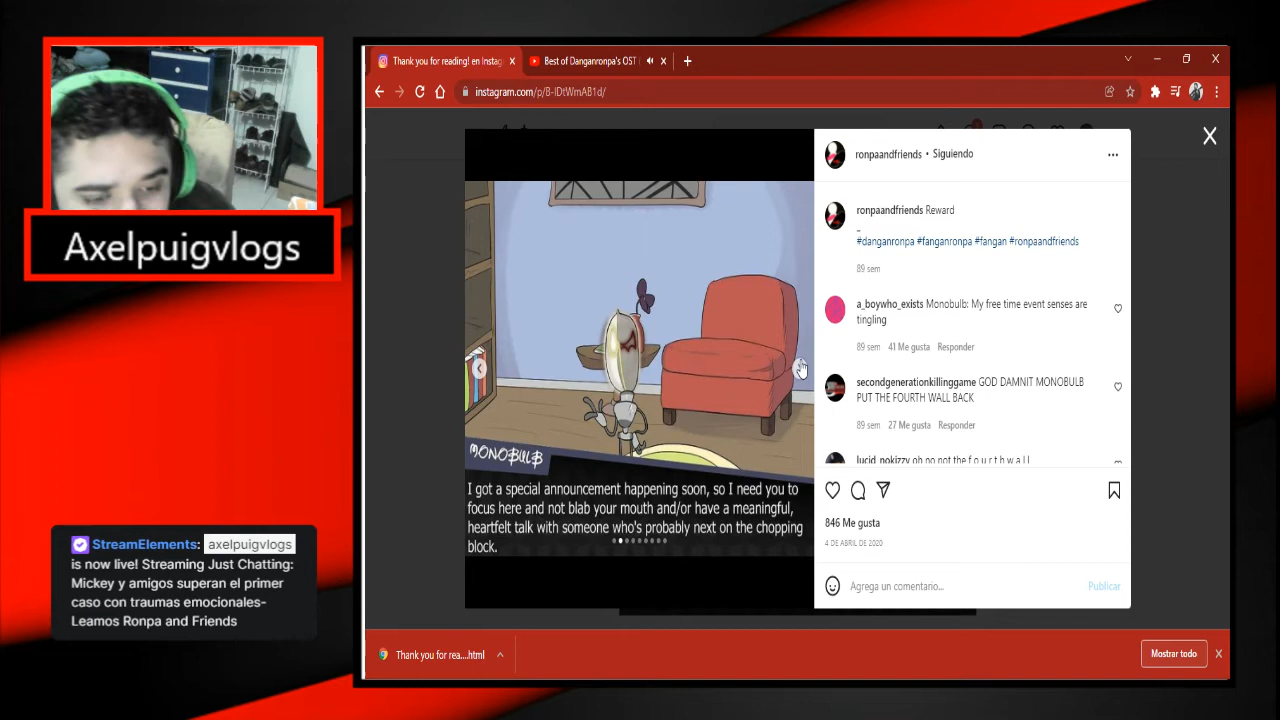 Axelpuigvlogs
StreamElements: axelpuigvlogs
is now live! Streaming Just Chatting:
Mickey y amigos superan el primer
caso con traumas emocionales-
Leamos Ronpa and Friends
Thank you for reading! en Instag
Best of Danganronpa's OST
instagram.com/p/B-IDtWmAB1d/
MONOBULB
I got a special announcement happening soon, so I need you to
focus here and not blab your mouth and/or have a meaningful,
heartfelt talk with someone who's probably next on the chopping
block.
ronpaandfriends • Siguiendo
ronpaandfriends Reward
-
#danganronpa #fanganronpa #fangan #ronpaandfriends
89 sem
a_boywho_exists Monobulb: My free time event senses are
tingling
89 sem 41 Me gusta Responder
secondgenerationkillinggame GOD DAMNIT MONOBULB
PUT THE FOURTH WALL BACK
89 sem 27 Me gusta Responder
lucid_nokizzy oh no not the f o u r t h w a l l
846 Me gusta
4 DE ABRIL DE 2020
Agrega un comentario...
Publicar
Thank you for rea....html
Mostrar todo